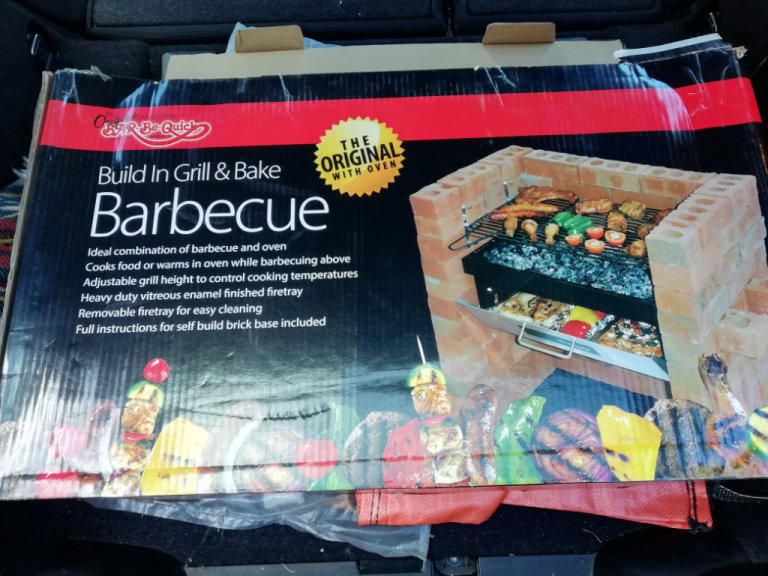 Original
BAR-Be-Quick
Build In Grill & Bake
Barbecue
THE
ORIGINAL
WITH OVEN
Ideal combination of barbecue and oven
Cooks food or warms in oven while barbecuing above
Adjustable grill height to control cooking temperatures
Heavy duty vitreous enamel finished firetray
Removable firetray for easy cleaning
Full instructions for self build brick base included